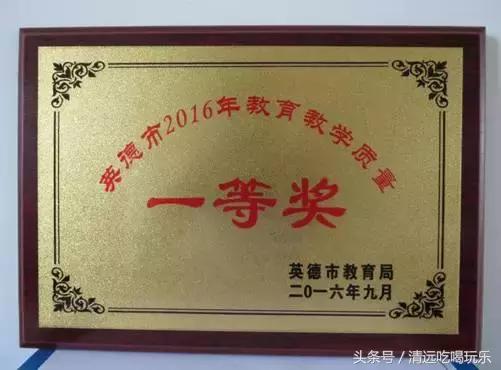 英德市2016年教育教学质量
一等奖
英德市教育局
二〇一六年九月
头条号／清远吃喝玩乐